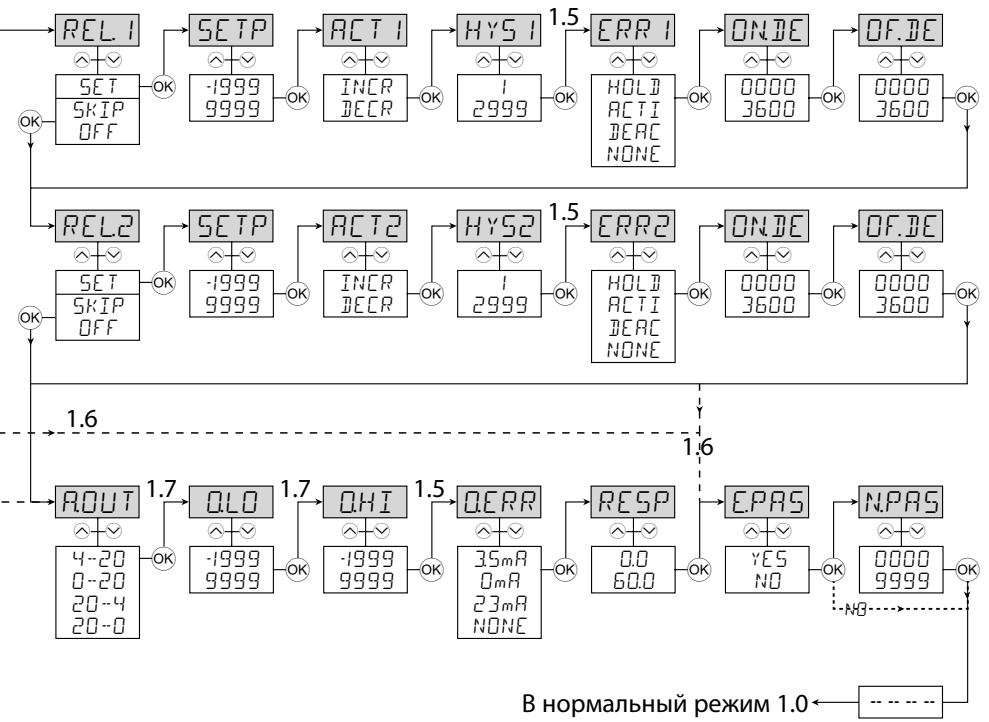 REL.1 SETP ACT1 HYS1 1.5 ERR1 ON.DE OF.DE
SET -1999 INCR 1 HOLD 0000 0000
SKIP 9999 DECR 2999 ACTI 3600 3600
OFF DEAC
NONE
OK OK OK OK OK OK OK OK
REL.2 SETP ACT2 HYS2 1.5 ERR2 ON.DE OF.DE
SET -1999 INCR 1 HOLD 0000 0000
SKIP 9999 DECR 2999 ACTI 3600 3600
OFF DEAC
NONE
OK OK OK OK OK OK OK OK
1.6
1.6
A.OUT 1.7 O.LO 1.7 O.HI 1.5 O.ERR RESP E.PAS N.PAS
4--20 -1999 -1999 3.5mA 0.0 YES 0000
0--20 9999 9999 0mA 60.0 NO 9999
20--4 23mA
20--0 NONE
OK OK OK OK OK OK OK
NO
В нормальный режим 1.0 -- -- -- --